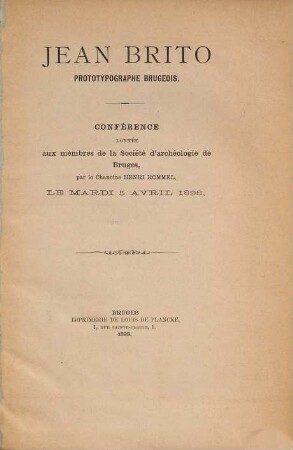 JEAN BRITO
PROTOTYPOGRAPHE BRUGEOIS.
CONFÉRENCE
DONNÉE
aux membres de la Société d'archéologie de
Bruges,
par le Chanoine HENRI ROMMEL,
LE MARDI 5 AVRIL 1898.
BRUGES
IMPRIMERIE DE LOUIS DE PLANCKE,
1, RUE SAINTE-CLAIRE, 1.
1898.